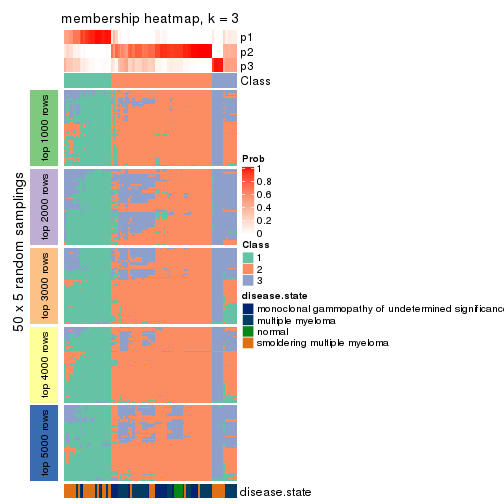 membership heatmap, k = 3
p1
p2
p3
Class
50 x 5 random samplings
top 1000 rows
top 2000 rows
top 3000 rows
top 4000 rows
top 5000 rows
Prob
1
0.8
0.6
0.4
0.2
0
Class
1
2
3
disease.state
monoclonal gammopathy of undetermined significance
multiple myeloma
normal
smoldering multiple myeloma
disease.state